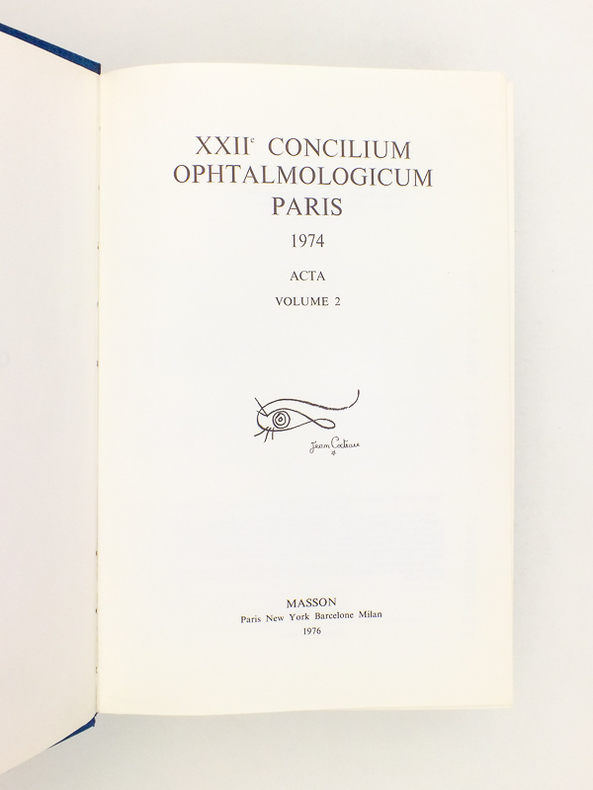 XXIIe CONCILIUM
OPHTALMOLOGICUM
PARIS
1974
ACTA
VOLUME 2
Jean Cocteau
MASSON
Paris New York Barcelone Milan
1976